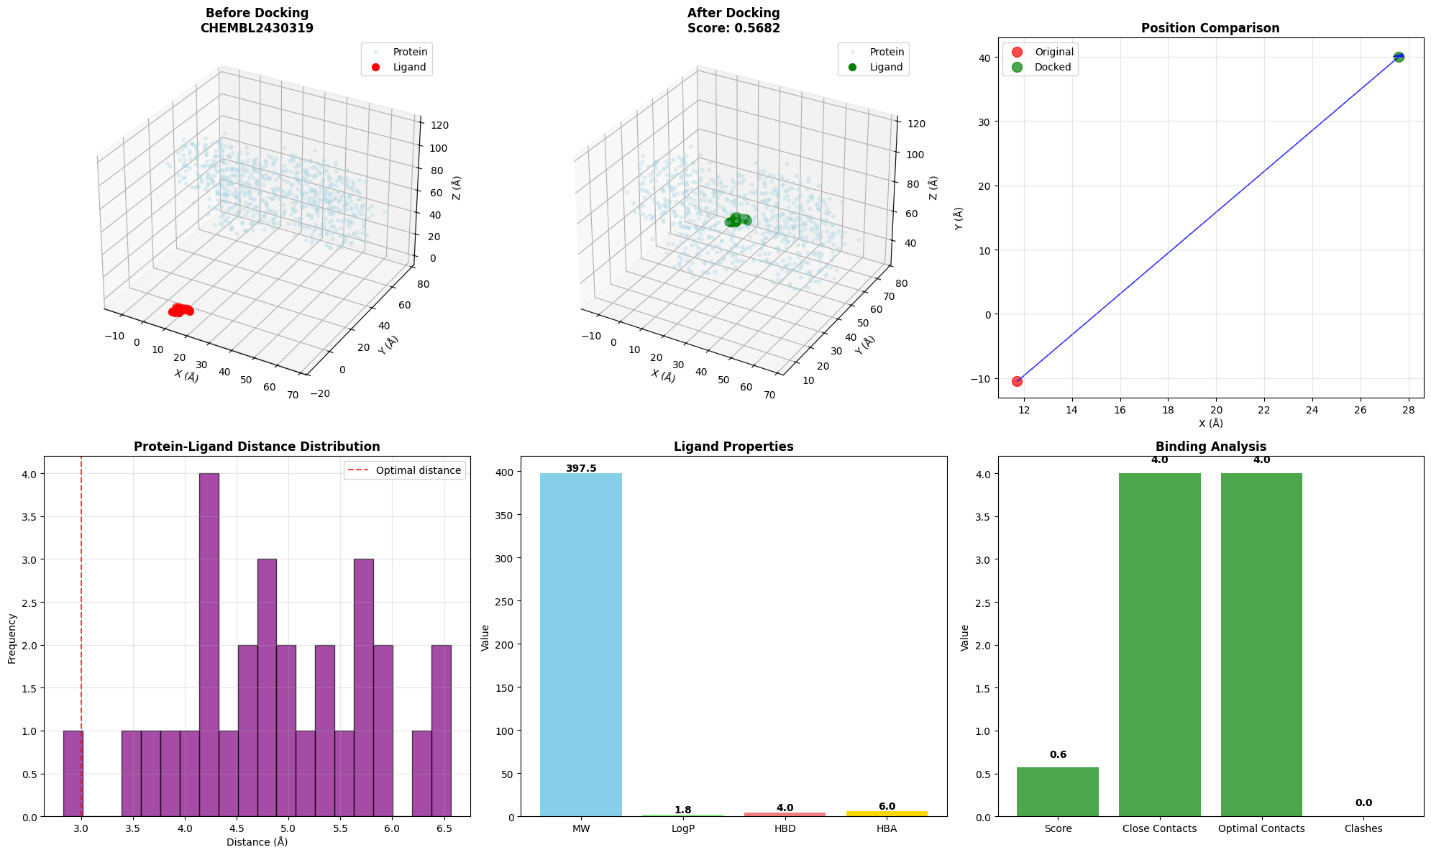 Before Docking
CHEMBL2430319
Protein
Ligand
120
100
80
60
40
20
0
Z (Å)
80
60
40
20
0
−20
Y (Å)
−10
0
10
20
30
40
50
60
70
X (Å)
After Docking
Score: 0.5682
Protein
Ligand
120
100
80
60
40
Z (Å)
80
70
60
50
40
30
20
10
Y (Å)
−10
0
10
20
30
40
50
60
70
X (Å)
Position Comparison
Original
Docked
40
30
20
10
0
−10
Y (Å)
12 14 16 18 20 22 24 26 28
X (Å)
Protein-Ligand Distance Distribution
Optimal distance
4.0
3.5
3.0
2.5
2.0
1.5
1.0
0.5
0.0
Frequency
3.0 3.5 4.0 4.5 5.0 5.5 6.0 6.5
Distance (Å)
Ligand Properties
400
350
300
250
200
150
100
50
0
Value
397.5
1.8
4.0
6.0
MW LogP HBD HBA
Binding Analysis
4.0
3.5
3.0
2.5
2.0
1.5
1.0
0.5
0.0
Value
0.6
4.0
4.0
0.0
Score Close Contacts Optimal Contacts Clashes